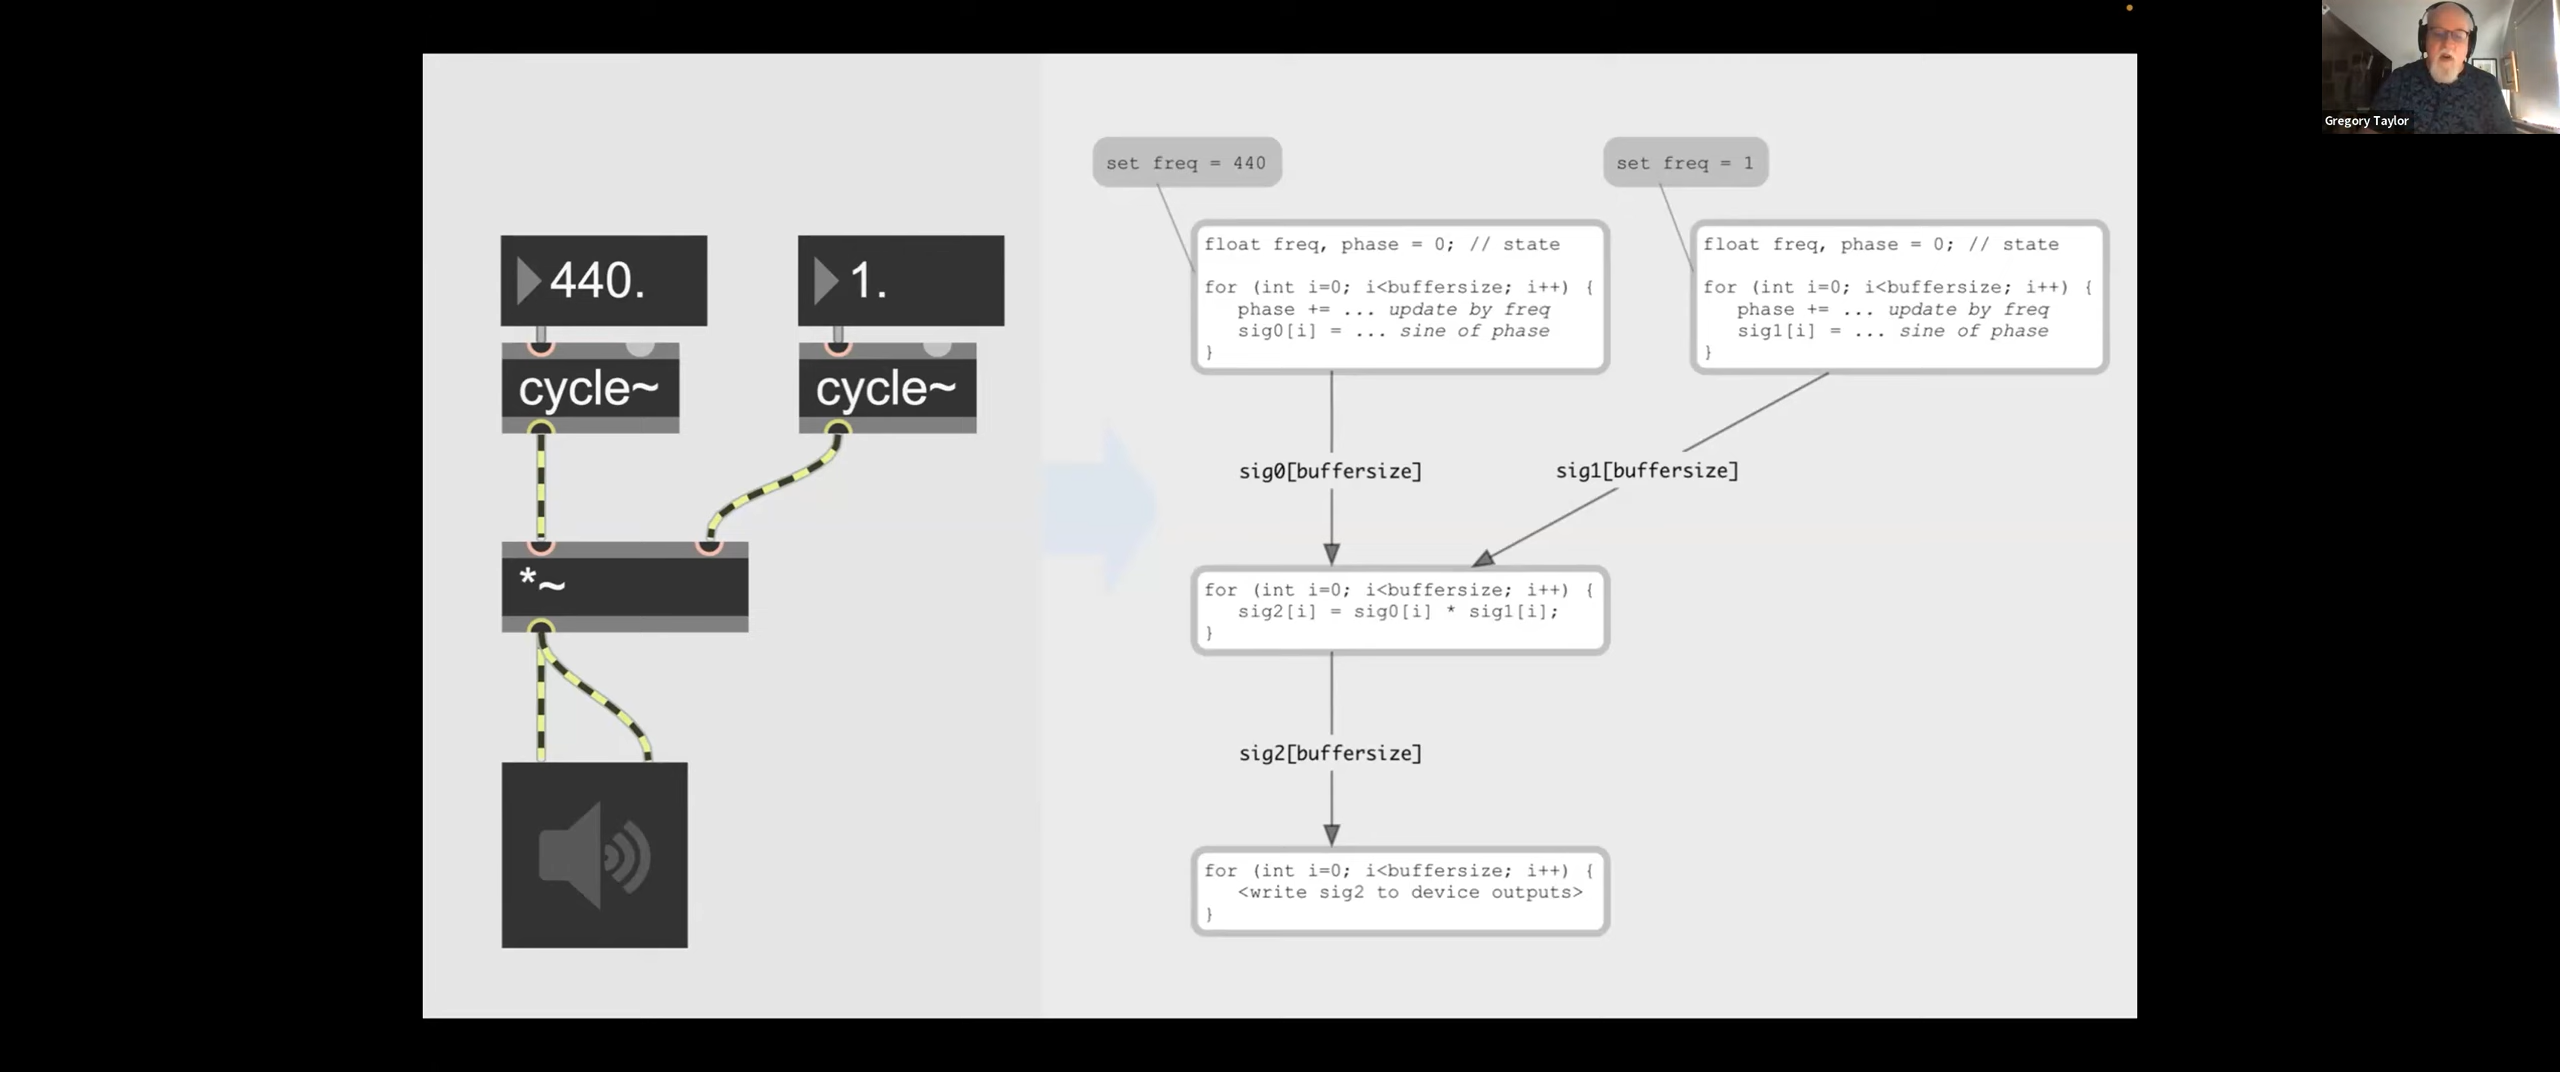 Gregory Taylor
440.
1.
cycle~
cycle~
*~
set freq = 440
set freq = 1
float freq, phase = 0; // state
for (int i=0; i<buffersize; i++) {
phase += ... update by freq
sig0[i] = ... sine of phase
}
float freq, phase = 0; // state
for (int i=0; i<buffersize; i++) {
phase += ... update by freq
sig1[i] = ... sine of phase
}
sig0[buffersize]
sig1[buffersize]
for (int i=0; i<buffersize; i++) {
sig2[i] = sig0[i] * sig1[i];
}
sig2[buffersize]
for (int i=0; i<buffersize; i++) {
<write sig2 to device outputs>
}